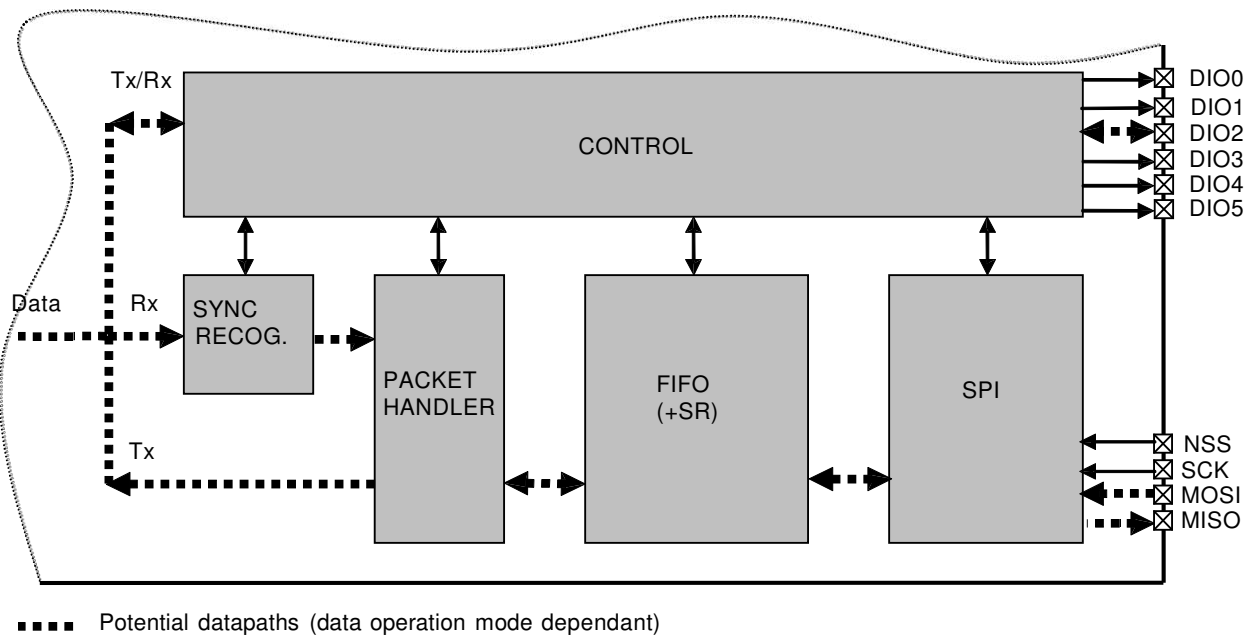 Tx/Rx
CONTROL
DIO0
DIO1
DIO2
DIO3
DIO4
DIO5
Data
Rx
SYNC
RECOG.
PACKET
HANDLER
FIFO
(+SR)
SPI
Tx
NSS
SCK
MOSI
MISO
Potential datapaths (data operation mode dependant)